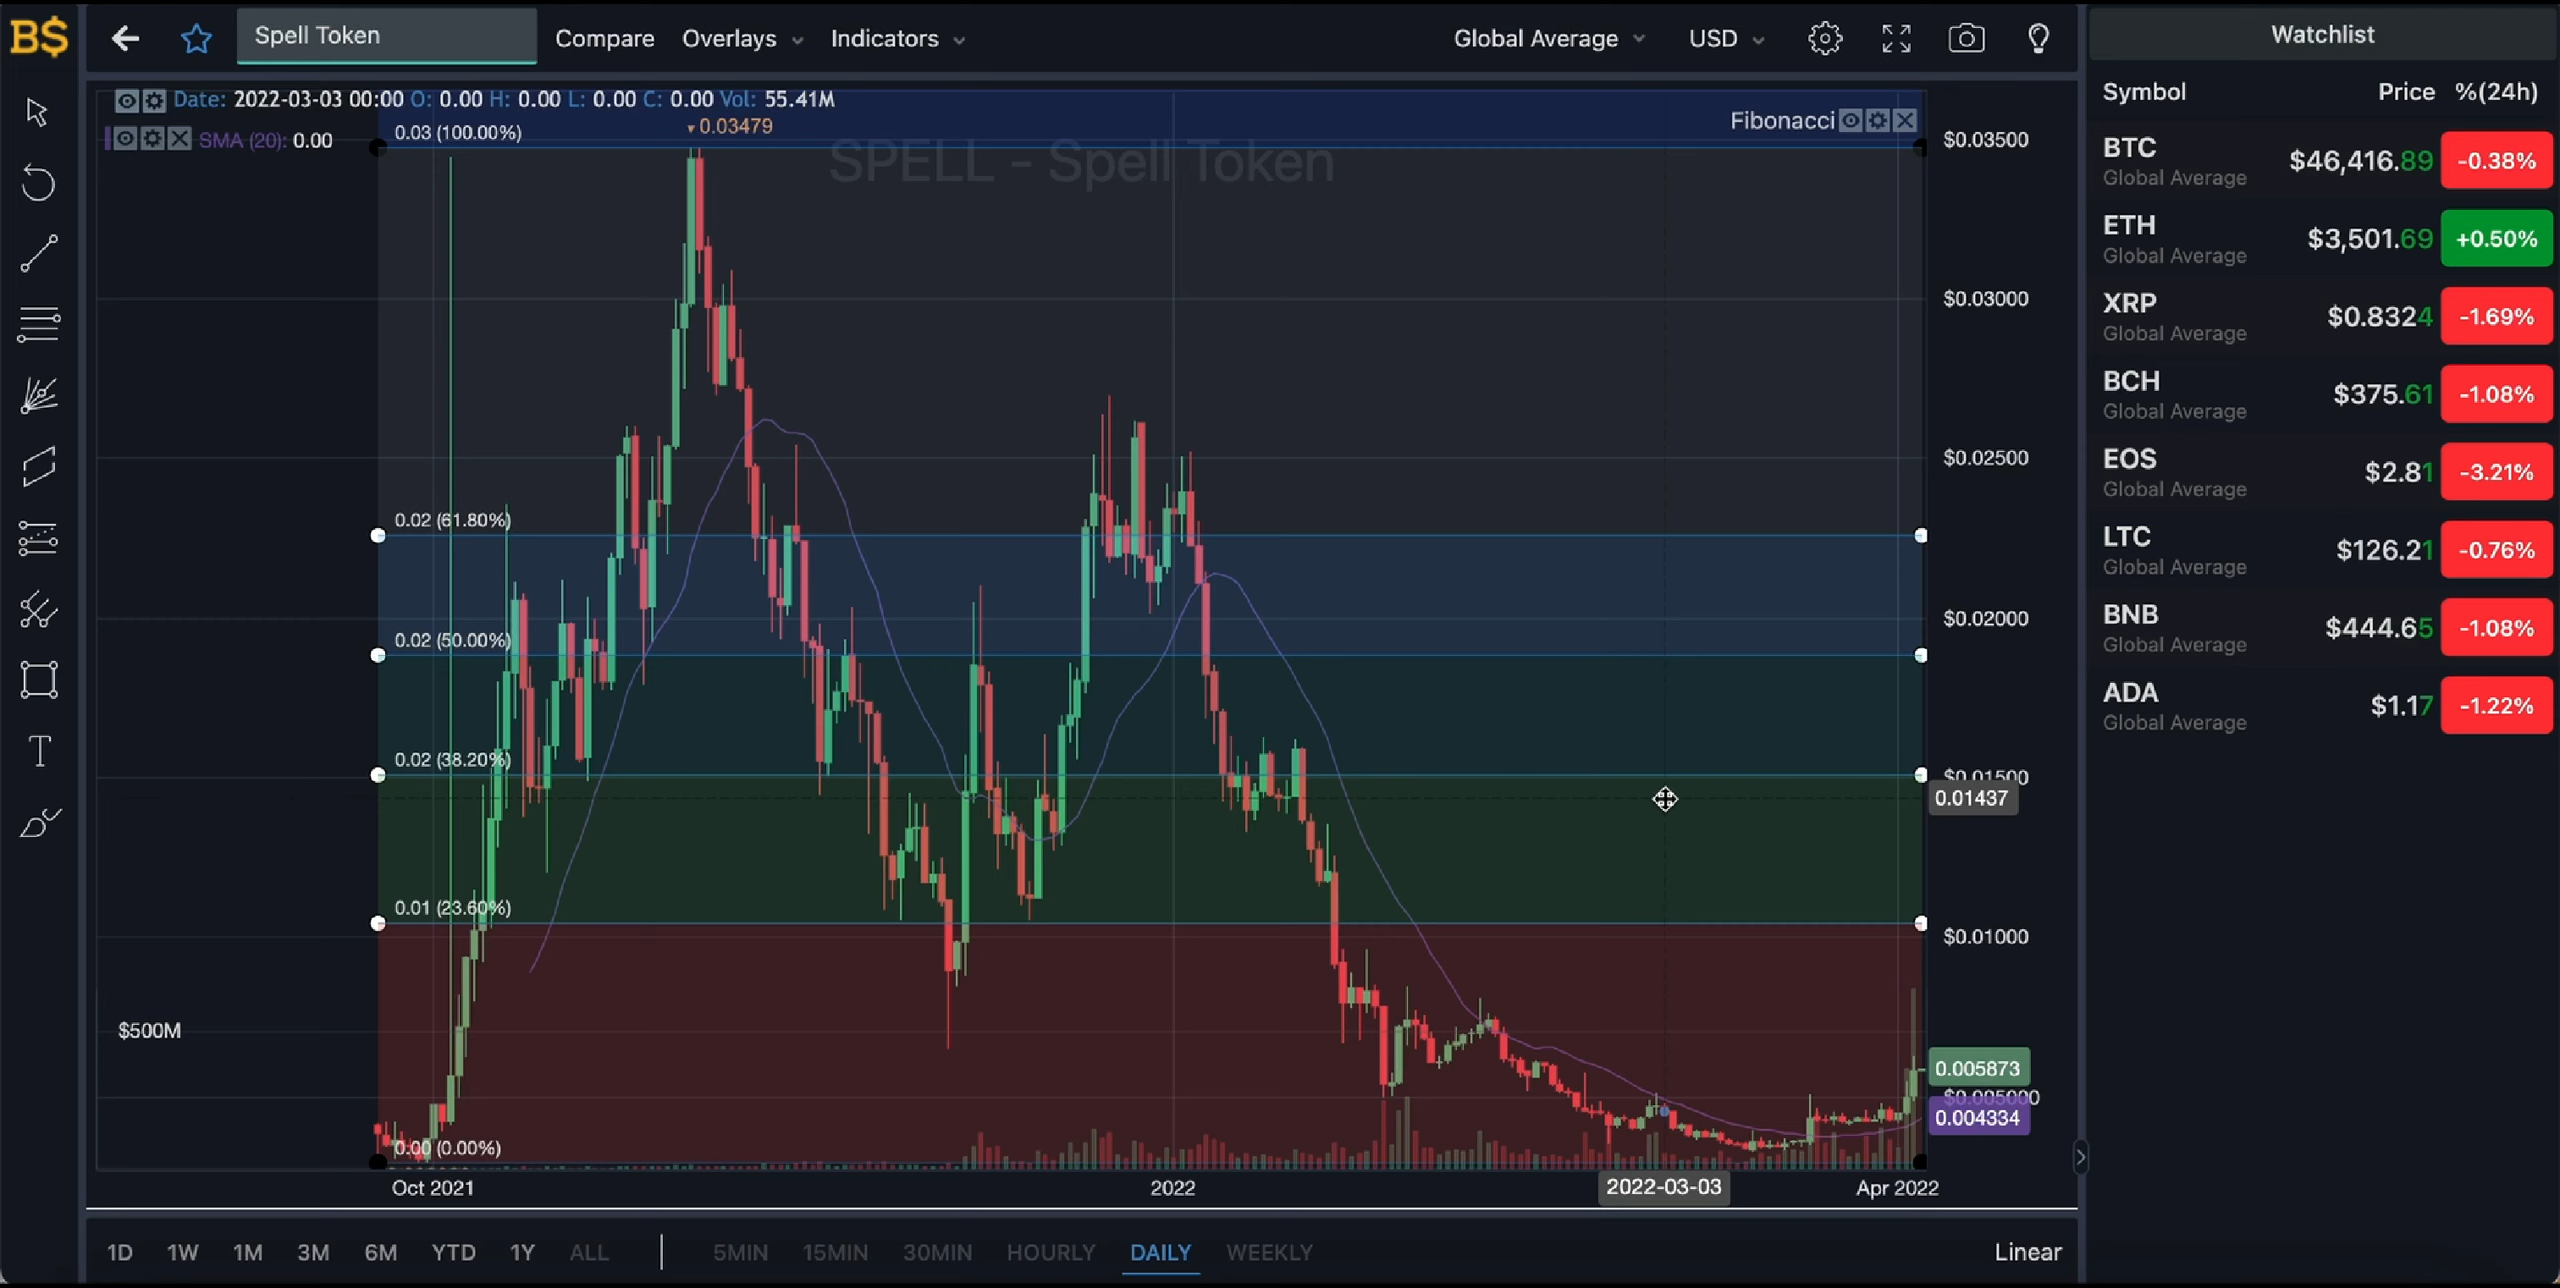 B$
Spell Token
Compare
Overlays
Indicators
Global Average
USD
Watchlist
Symbol Price %(24h)
Date: 2022-03-03 00:00 O: 0.00 H: 0.00 L: 0.00 C: 0.00 Vol: 55.41M
SMA (20): 0.00
0.03 (100.00%)
▾0.03479
Fibonacci
SPELL - Spell Token
0.02 (61.80%)
0.02 (50.00%)
0.02 (38.20%)
0.01 (23.60%)
0.00 (0.00%)
$500M
$0.03500
$0.03000
$0.02500
$0.02000
$0.01500
0.01437
$0.01000
0.005873
$0.005000
0.004334
Oct 2021
2022
2022-03-03
Apr 2022
BTC $46,416.89 -0.38%
Global Average
ETH $3,501.69 +0.50%
Global Average
XRP $0.8324 -1.69%
Global Average
BCH $375.61 -1.08%
Global Average
EOS $2.81 -3.21%
Global Average
LTC $126.21 -0.76%
Global Average
BNB $444.65 -1.08%
Global Average
ADA $1.17 -1.22%
Global Average
1D 1W 1M 3M 6M YTD 1Y ALL 5MIN 15MIN 30MIN HOURLY DAILY WEEKLY Linear